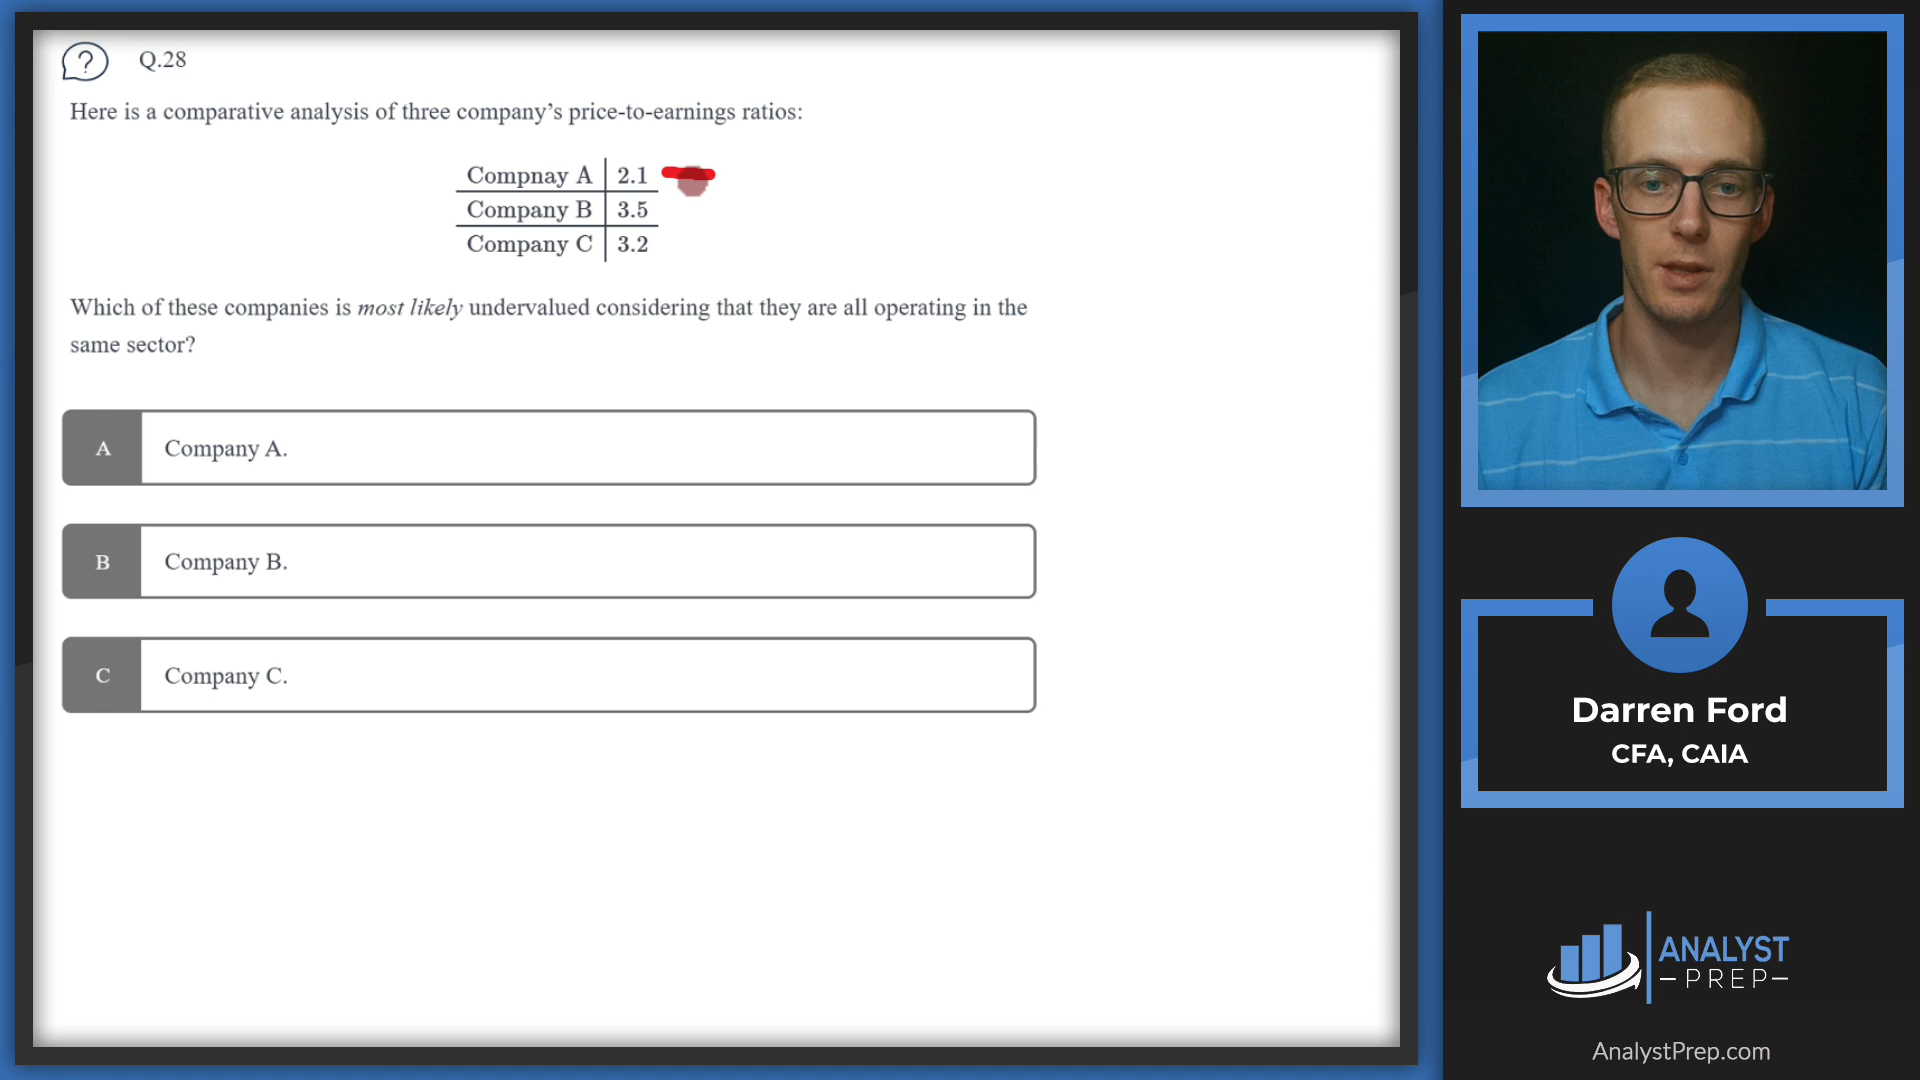 ?
Q.28
Here is a comparative analysis of three company’s price-to-earnings ratios:
Compnay A 2.1
Company B 3.5
Company C 3.2
Which of these companies is most likely undervalued considering that they are all operating in the
same sector?
A Company A.
B Company B.
C Company C.
Darren Ford
CFA, CAIA
ANALYST
PREP
AnalystPrep.com